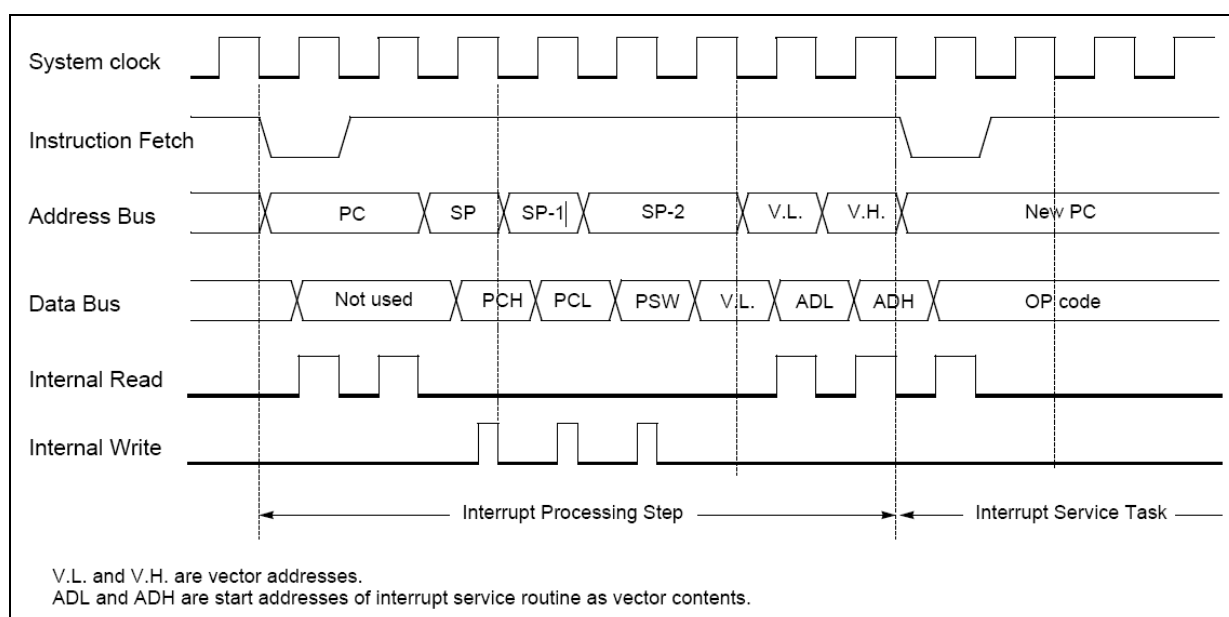 System clock
Instruction Fetch
Address Bus PC SP SP-1 SP-2 V.L. V.H. New PC
Data Bus Not used PCH PCL PSW V.L. ADL ADH OP code
Internal Read
Internal Write
Interrupt Processing Step Interrupt Service Task
V.L. and V.H. are vector addresses.
ADL and ADH are start addresses of interrupt service routine as vector contents.